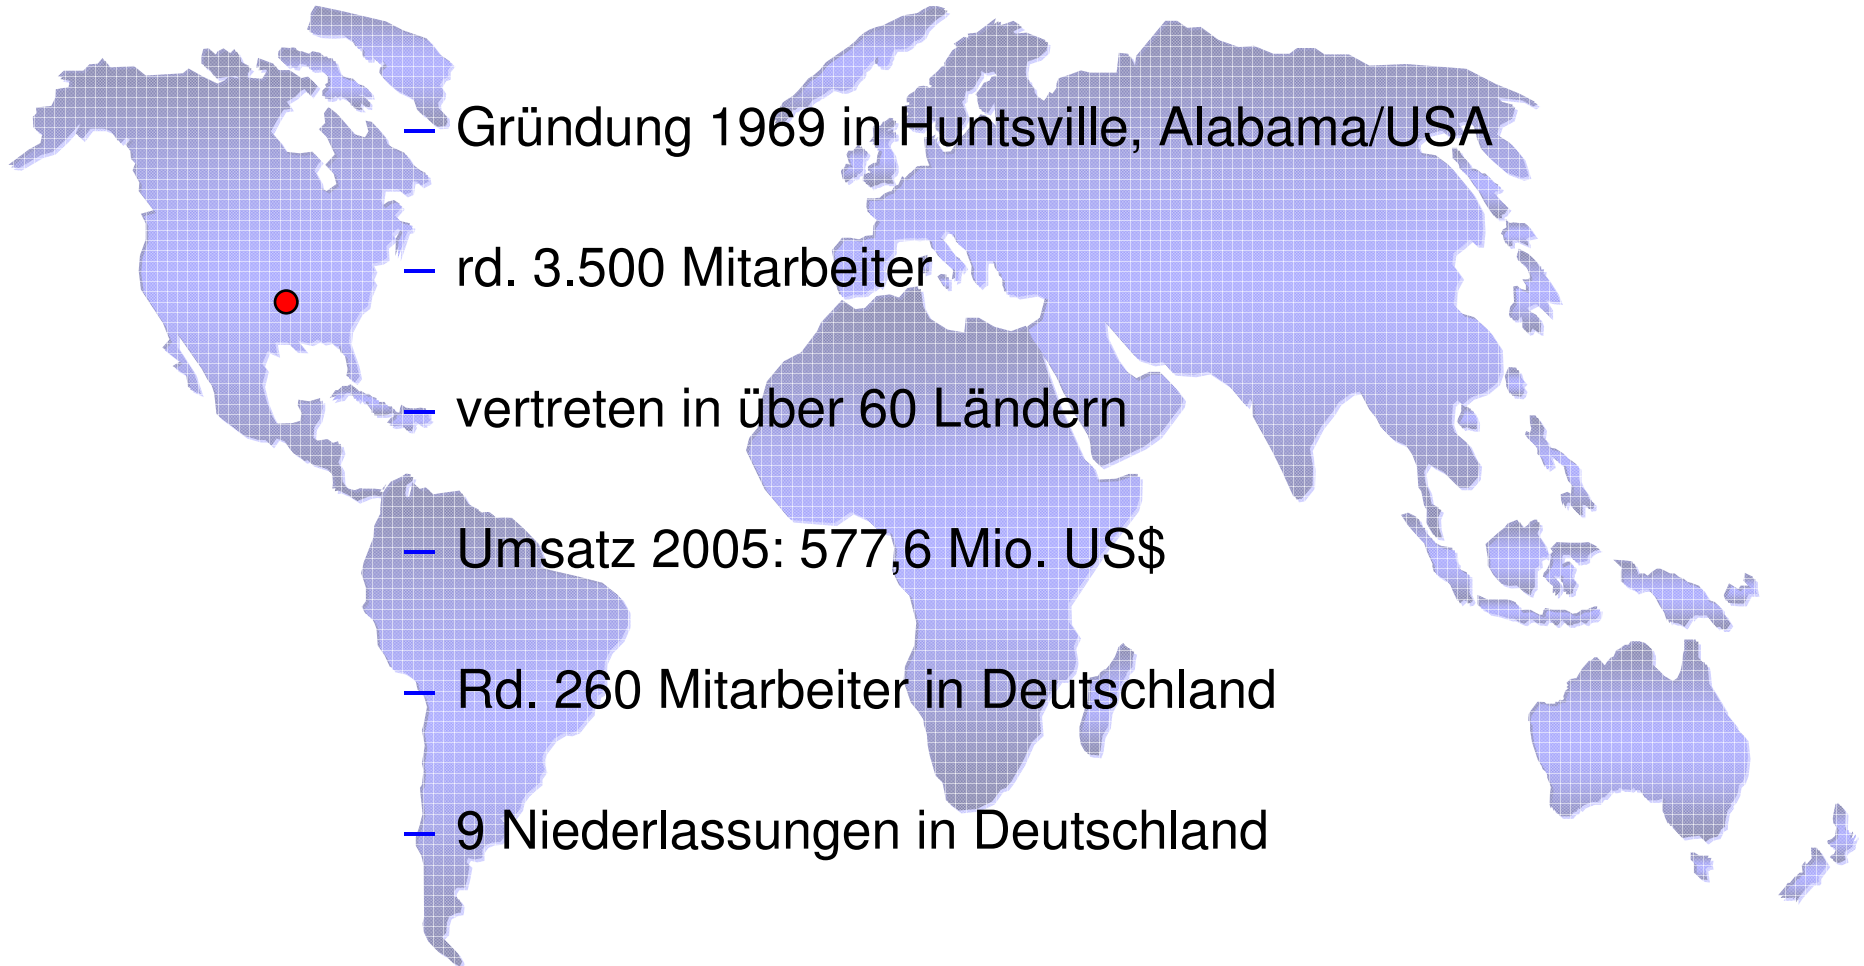 – Gründung 1969 in Huntsville, Alabama/USA
– rd. 3.500 Mitarbeiter
– vertreten in über 60 Ländern
– Umsatz 2005: 577,6 Mio. US$
– Rd. 260 Mitarbeiter in Deutschland
– 9 Niederlassungen in Deutschland